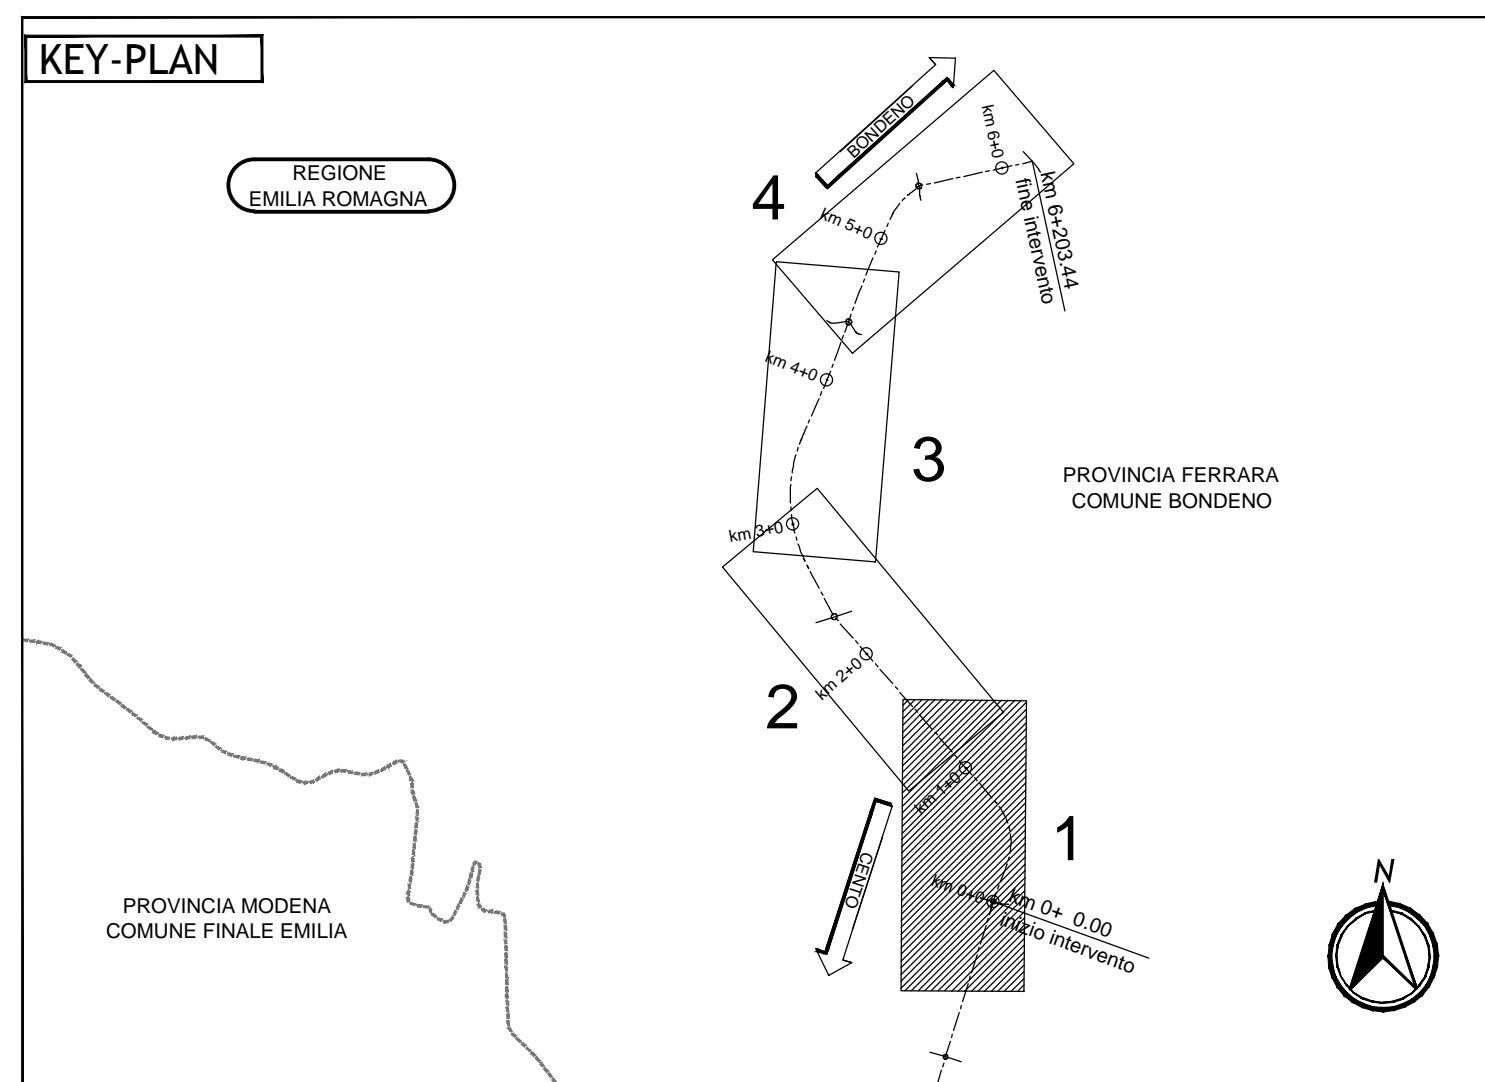 KEY-PLAN
REGIONE
EMILIA ROMAGNA
BONDENO
km 6+0
km 6+203.44
fine intervento
4
km 5+0
km 4+0
3
PROVINCIA FERRARA
COMUNE BONDENO
km 3+0
km 2+0
2
km 1+0
1
CENTO
km 0+0
km 0+ 0.00
inizio intervento
N
PROVINCIA MODENA
COMUNE FINALE EMILIA